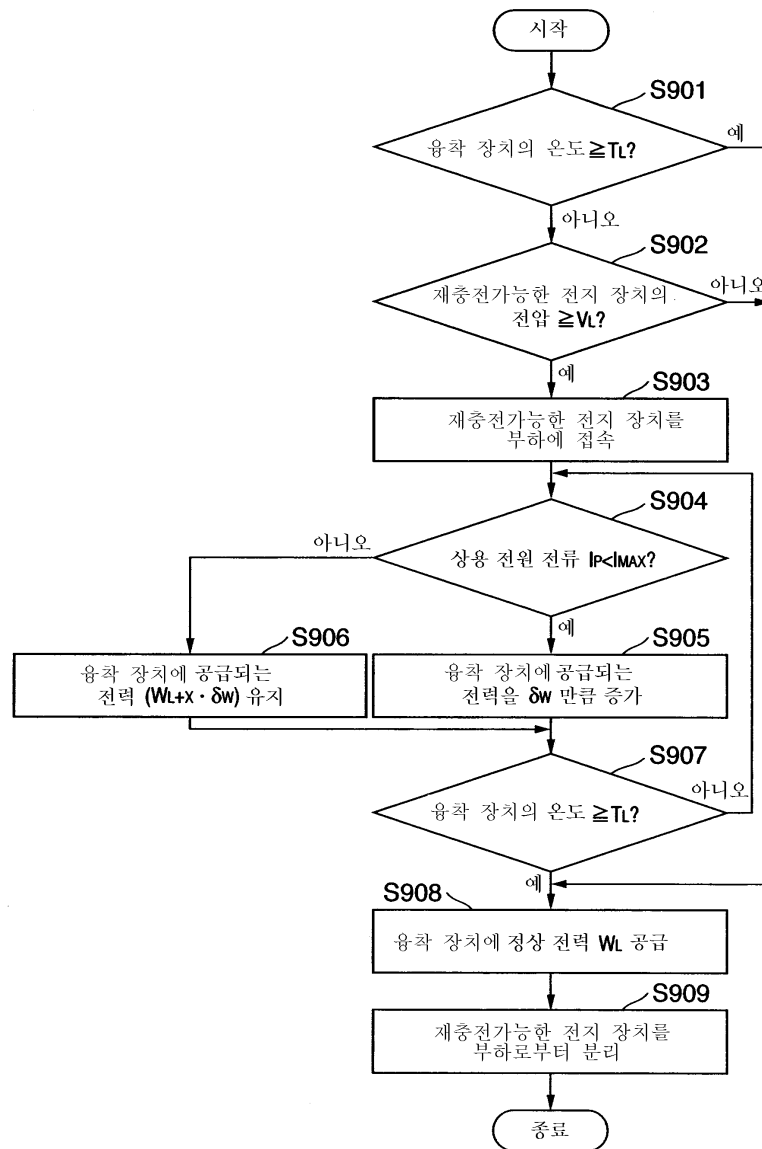 시작
S901
융착 장치의 온도 ≧TL?
예
아니오
S902
재충전가능한 전지 장치의
전압 ≧VL?
아니오
예
S903
재충전가능한 전지 장치를
부하에 접속
S904
상용 전원 전류 IP<IMAX?
아니오
예
S906
융착 장치에 공급되는
전력 (WL+X · δW) 유지
S905
융착 장치에 공급되는
전력을 δW 만큼 증가
S907
융착 장치의 온도 ≧TL?
아니오
예
S908
융착 장치에 정상 전력 WL 공급
S909
재충전가능한 전지 장치를
부하로부터 분리
종료